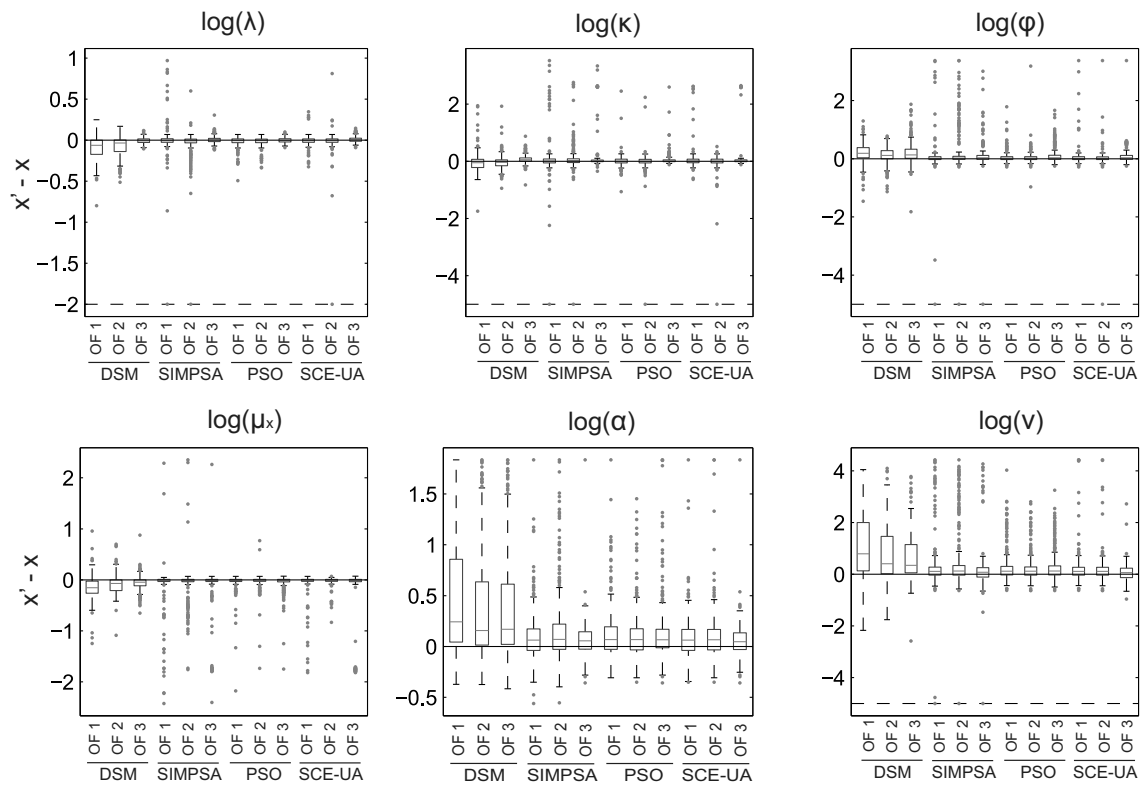 log(λ)
log(κ)
log(φ)
x' - x
1
0.5
0
−0.5
−1
−1.5
−2
2
0
−2
−4
2
0
−2
−4
OF 1 OF 2 OF 3 OF 1 OF 2 OF 3 OF 1 OF 2 OF 3 OF 1 OF 2 OF 3
DSM SIMPSA PSO SCE-UA
OF 1 OF 2 OF 3 OF 1 OF 2 OF 3 OF 1 OF 2 OF 3 OF 1 OF 2 OF 3
DSM SIMPSA PSO SCE-UA
OF 1 OF 2 OF 3 OF 1 OF 2 OF 3 OF 1 OF 2 OF 3 OF 1 OF 2 OF 3
DSM SIMPSA PSO SCE-UA
log(μₓ)
log(α)
log(ν)
x' - x
2
1
0
−1
−2
1.5
1
0.5
0
−0.5
4
2
0
−2
−4
OF 1 OF 2 OF 3 OF 1 OF 2 OF 3 OF 1 OF 2 OF 3 OF 1 OF 2 OF 3
DSM SIMPSA PSO SCE-UA
OF 1 OF 2 OF 3 OF 1 OF 2 OF 3 OF 1 OF 2 OF 3 OF 1 OF 2 OF 3
DSM SIMPSA PSO SCE-UA
OF 1 OF 2 OF 3 OF 1 OF 2 OF 3 OF 1 OF 2 OF 3 OF 1 OF 2 OF 3
DSM SIMPSA PSO SCE-UA